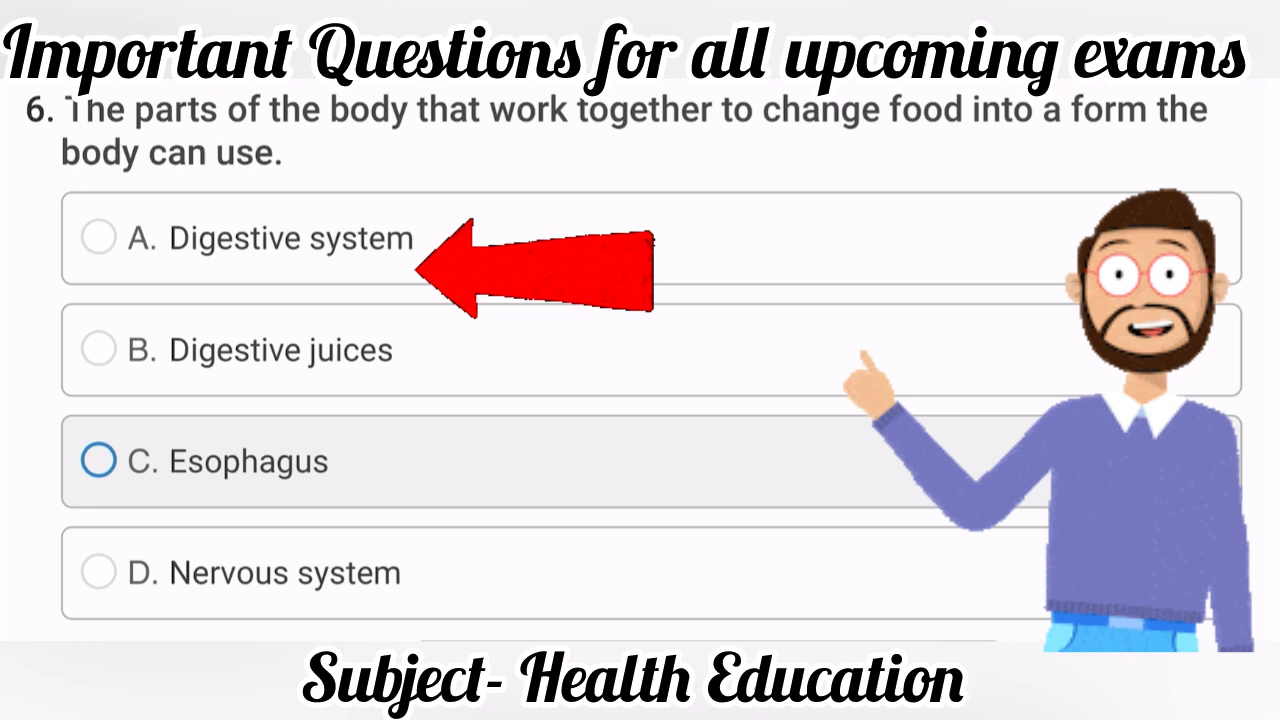 Important Questions for all upcoming exams
6. The parts of the body that work together to change food into a form the
body can use.
A. Digestive system
B. Digestive juices
C. Esophagus
D. Nervous system
Subject- Health Education